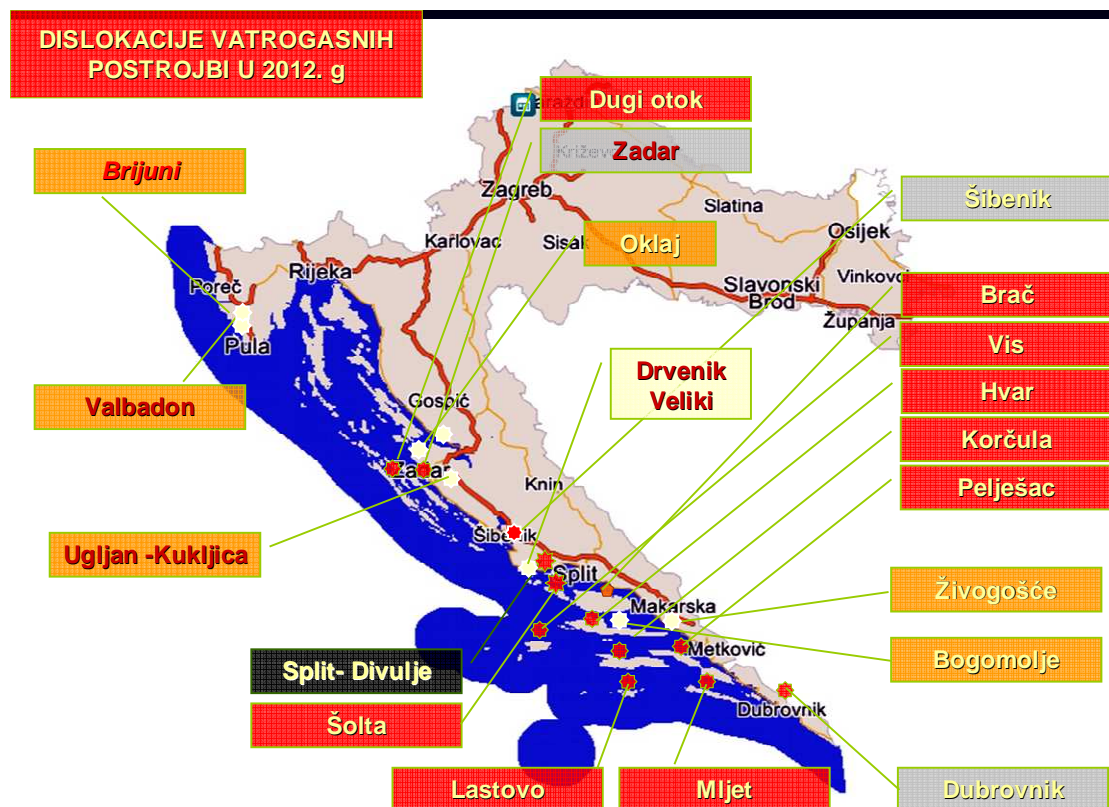 DISLOKACIJE VATROGASNIH
POSTROJBI U 2012. g
Dugi otok
Zadar
Brijuni
Šibenik
Zagreb
Slatina
Osijek
Oklaj
Karlovac
Sisak
Rijeka
Poreč
Slavonski
Brod
Vinkovci
Županja
Brač
Vis
Pula
Drvenik
Veliki
Hvar
Valbadon
Gospić
Korčula
Zadar
Knin
Pelješac
Šibenik
Ugljan -Kukljica
Split
Makarska
Živogošće
Metković
Bogomolje
Split- Divulje
Šolta
Dubrovnik
Lastovo
Mljet
Dubrovnik